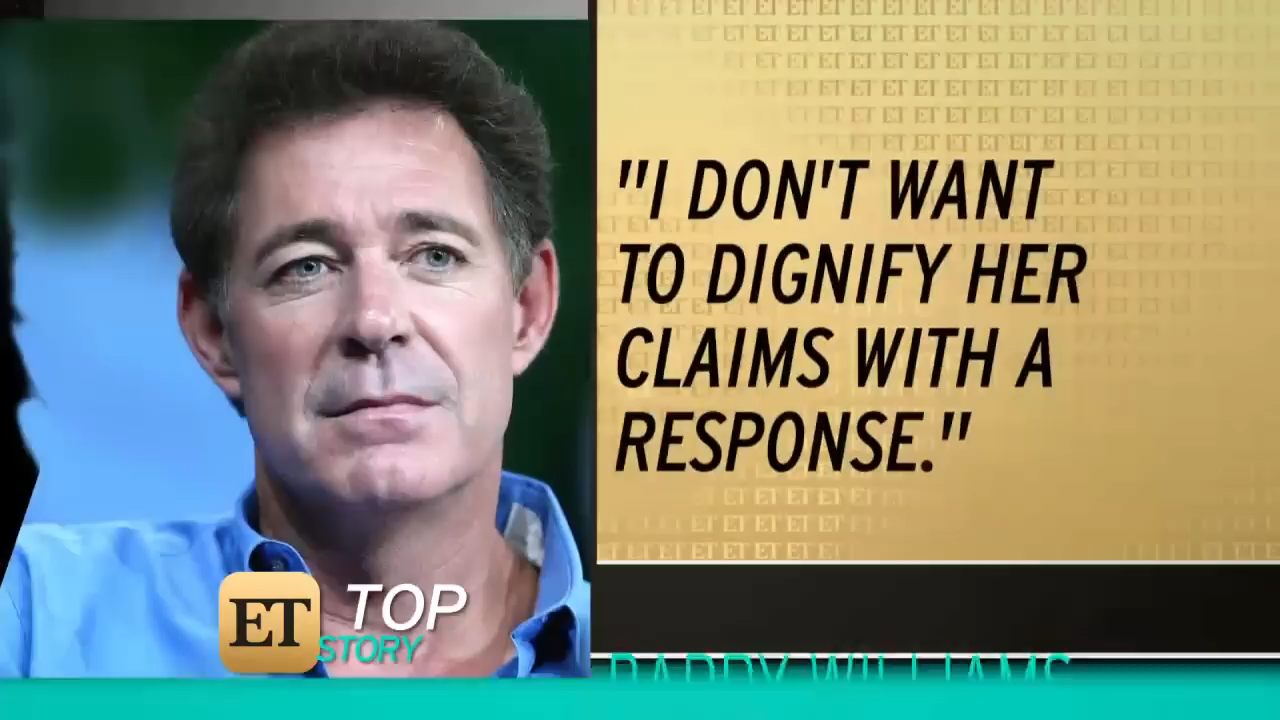 "I DON'T WANT
TO DIGNIFY HER
CLAIMS WITH A
RESPONSE."
ET TOP
STORY